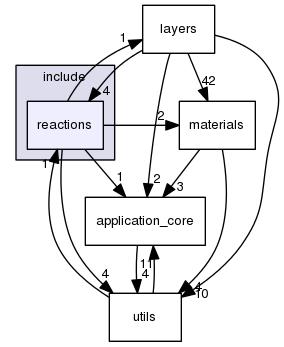 layers
1
include
4
42
reactions
2
materials
1
1
2
3
application_core
4
11
4
4
10
utils